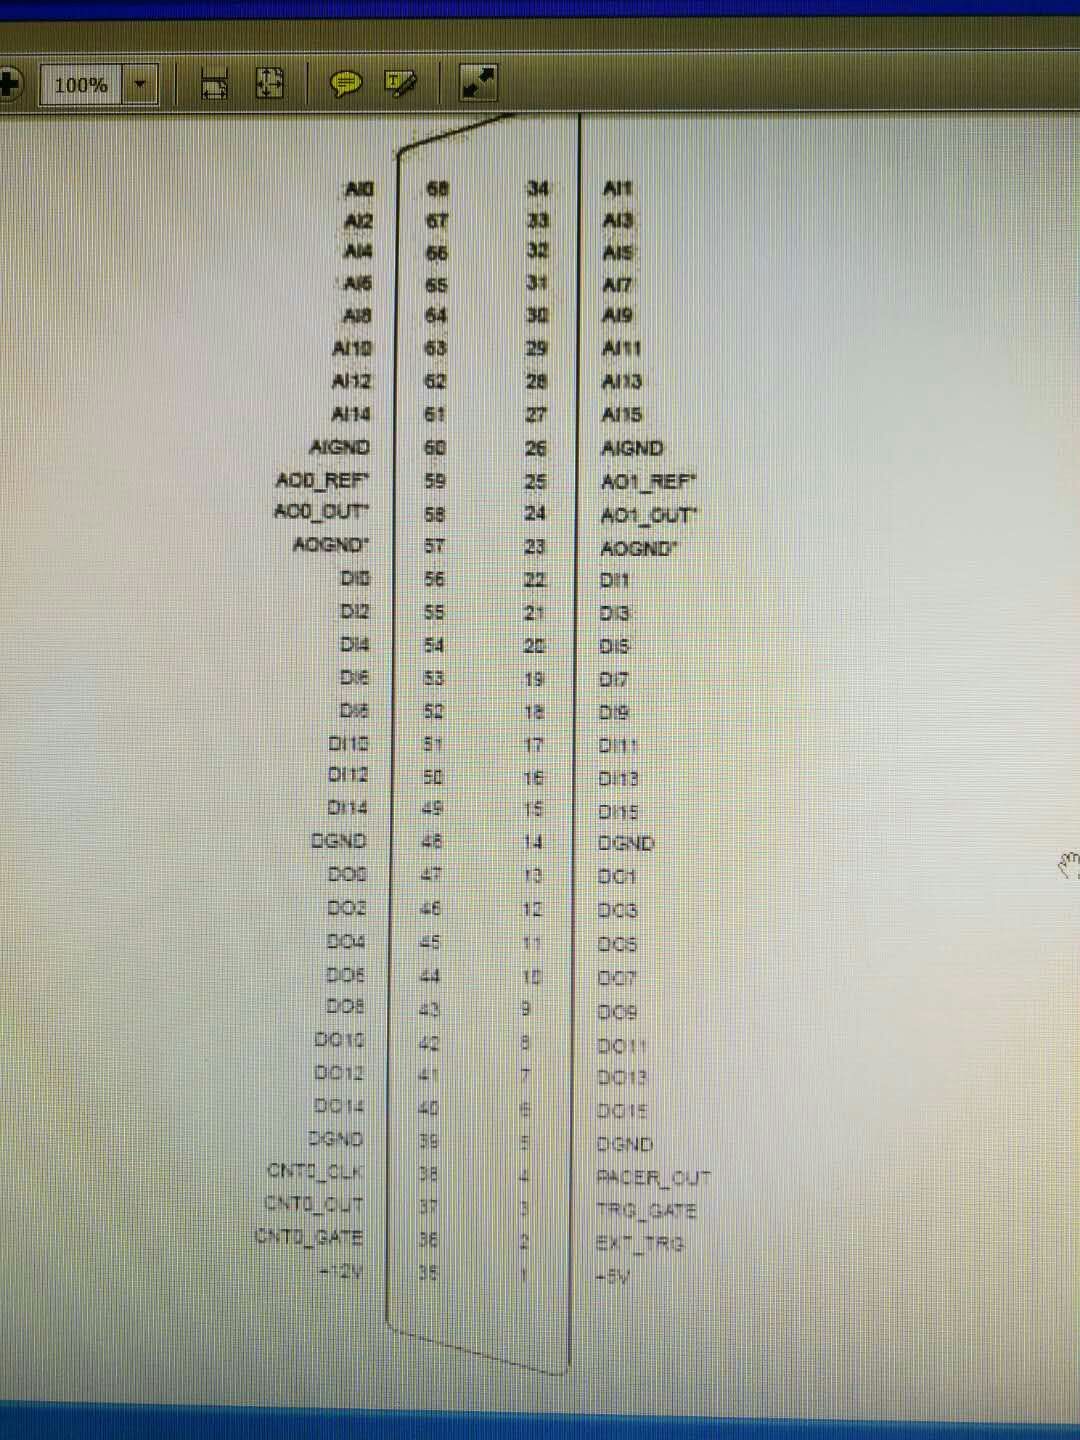 100%
AI0 68 34 AI1
AI2 67 33 AI3
AI4 66 32 AI5
AI6 65 31 AI7
AI8 64 30 AI9
AI10 63 29 AI11
AI12 62 28 AI13
AI14 61 27 AI15
AIGND 60 26 AIGND
AO0_REF* 59 25 AO1_REF*
AO0_OUT* 58 24 AO1_OUT*
AOGND* 57 23 AOGND*
DI0 56 22 DI1
DI2 55 21 DI3
DI4 54 20 DI5
DI6 53 19 DI7
DI8 52 18 DI9
DI10 51 17 DI11
DI12 50 16 DI13
DI14 49 15 DI15
DGND 48 14 DGND
DO0 47 13 DO1
DO2 46 12 DO3
DO4 45 11 DO5
DO6 44 10 DO7
DO8 43 9 DO9
DO10 42 8 DO11
DO12 41 7 DO13
DO14 40 6 DO15
DGND 39 5 DGND
CNT0_CLK 38 4 PACER_OUT
CNT0_OUT 37 3 TRG_GATE
CNT0_GATE 36 2 EXT_TRG
+12V 35 1 +5V